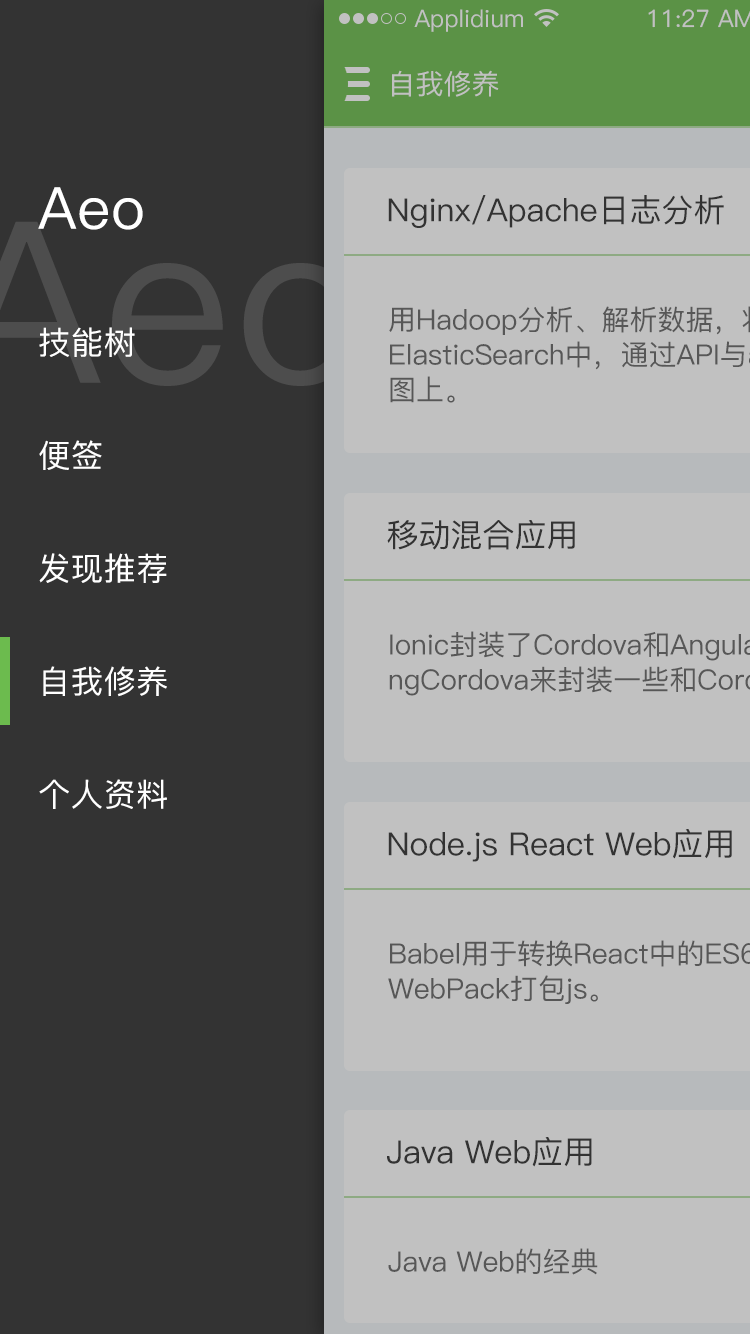 Applidium
11:27 AM
自我修养
Aeo
Aeo
技能树
便签
发现推荐
自我修养
个人资料
Nginx/Apache日志分析
用Hadoop分析、解析数据，
ElasticSearch中，通过API与
图上。
移动混合应用
Ionic封装了Cordova和Angula
ngCordova来封装一些和Cord
Node.js React Web应用
Babel用于转换React中的ES6
WebPack打包js。
Java Web应用
Java Web的经典